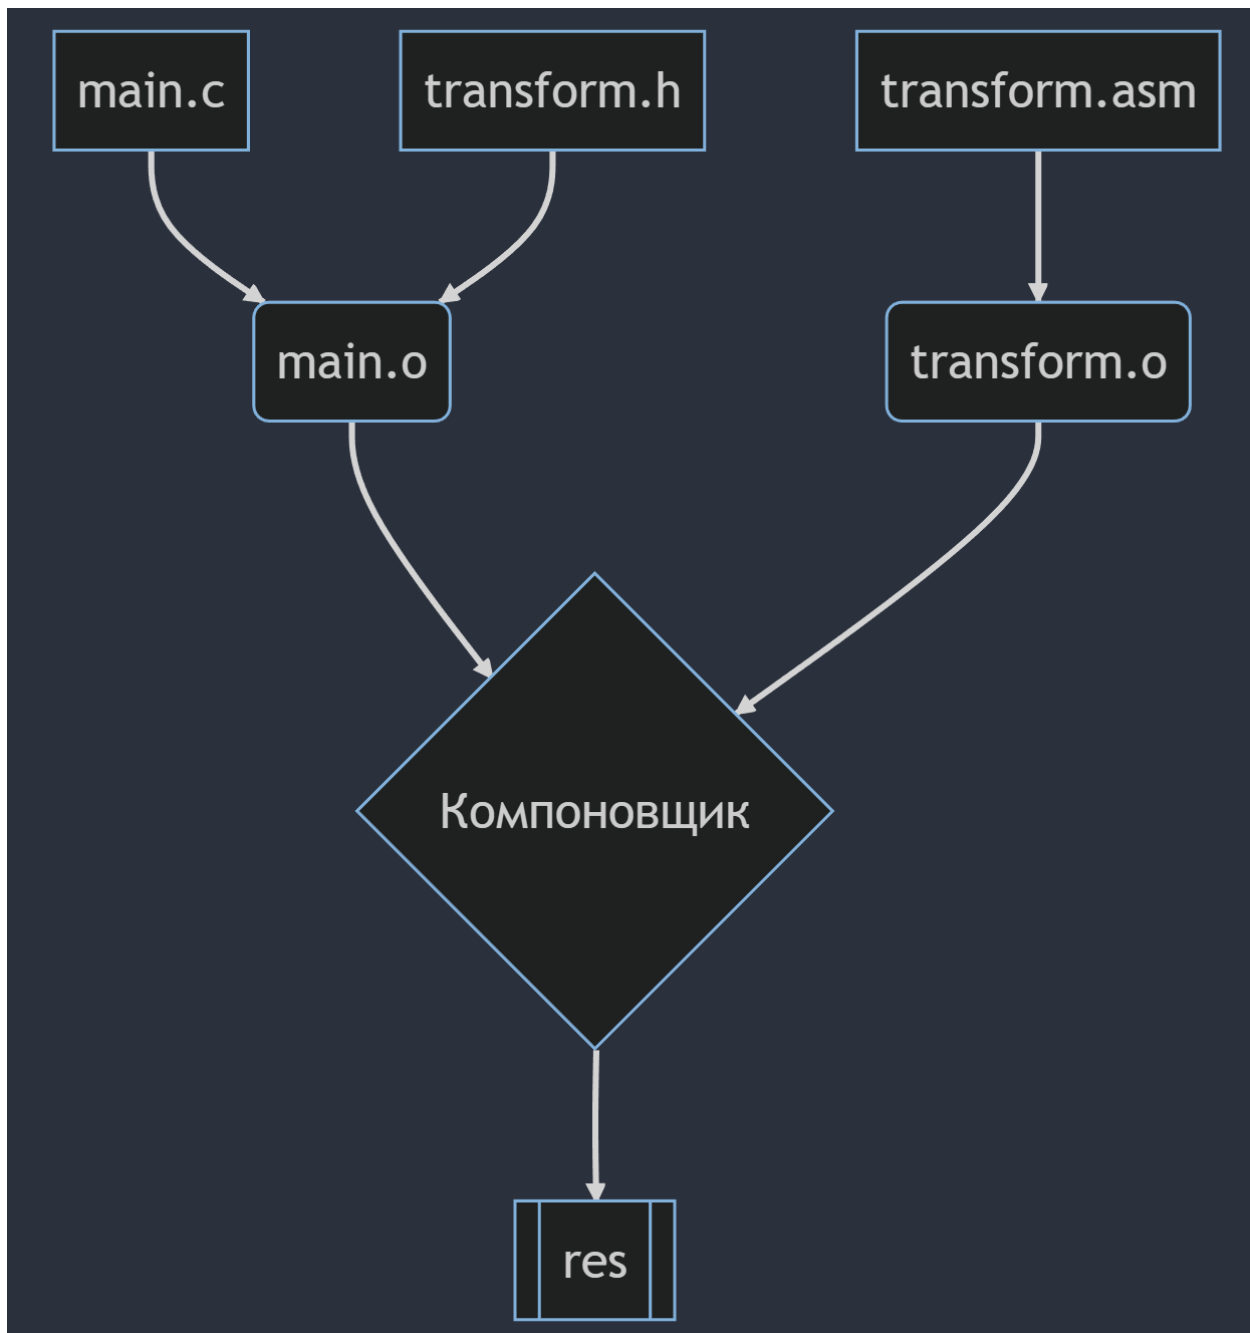 main.c
transform.h
transform.asm
main.o
transform.o
Компоновщик
res